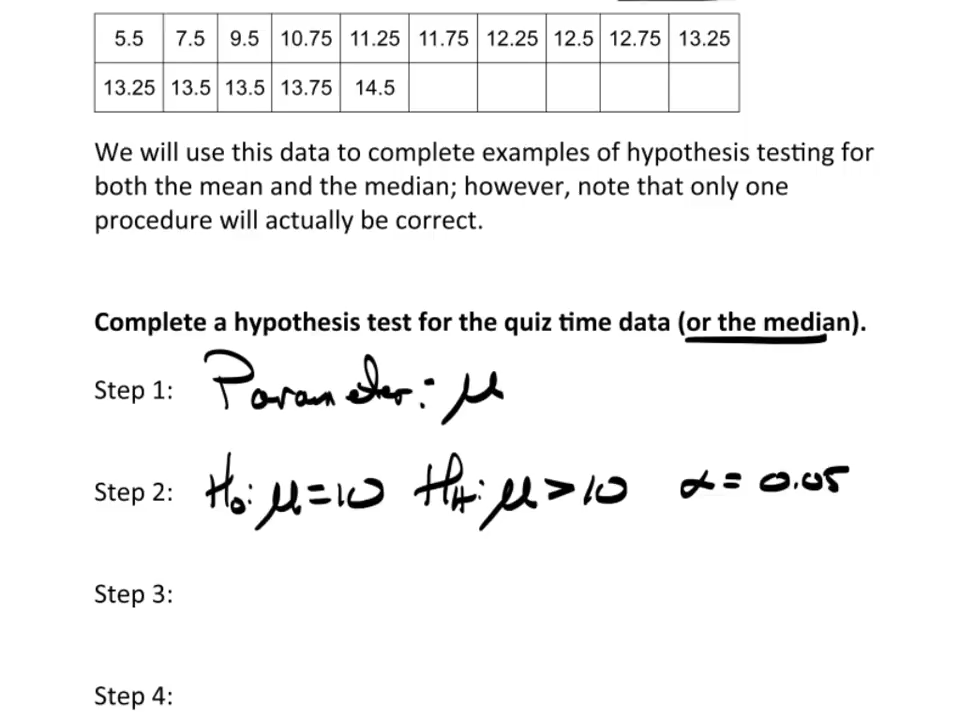 5.5 7.5 9.5 10.75 11.25 11.75 12.25 12.5 12.75 13.25
13.25 13.5 13.5 13.75 14.5
We will use this data to complete examples of hypothesis testing for
both the mean and the median; however, note that only one
procedure will actually be correct.
Complete a hypothesis test for the quiz time data (or the median).
Step 1: Parameter: μ
Step 2: H₀: μ=10 H_A: μ>10 α=0.05
Step 3:
Step 4: